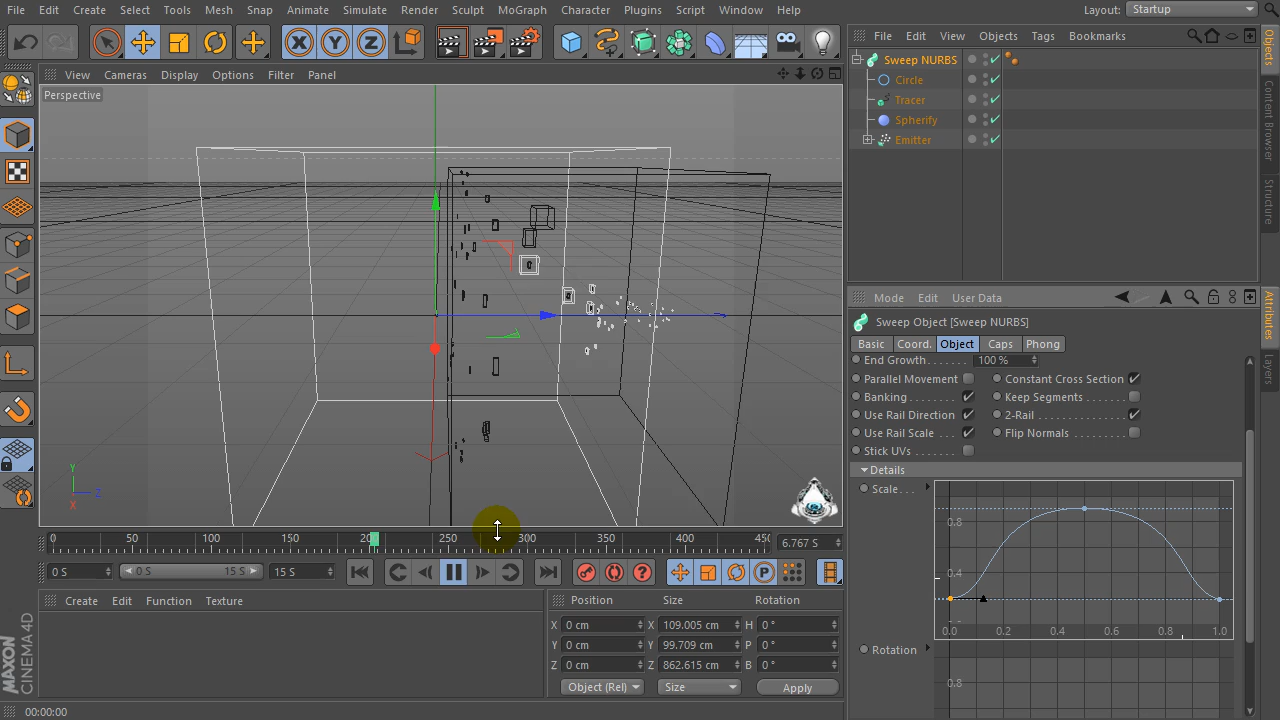 File Edit Create Select Tools Mesh Snap Animate Simulate Render Sculpt MoGraph Character Plugins Script Window Help Layout: Startup
View Cameras Display Options Filter Panel
Perspective
Y
Z
X
0 50 100 150 200 250 300 350 400 450 6.767 S
0 S 0 S 15 S 15 S
Create Edit Function Texture
MAXON
CINEMA 4D
Position Size Rotation
X 0 cm X 109.005 cm H 0 °
Y 0 cm Y 99.709 cm P 0 °
Z 0 cm Z 862.615 cm B 0 °
Object (Rel) Size Apply
00:00:00
File Edit View Objects Tags Bookmarks
Sweep NURBS
Circle
Tracer
Spherify
Emitter
Objects
Content Browser
Structure
Mode Edit User Data
Sweep Object [Sweep NURBS]
Basic Coord. Object Caps Phong
End Growth....... 100 %
Parallel Movement Constant Cross Section
Banking......... Keep Segments
Use Rail Direction 2-Rail
Use Rail Scale Flip Normals
Stick UVs
Details
Scale...
0.8
0.4
0.0 0.2 0.4 0.6 0.8 1.0
Rotation
0.8
Attributes
Layers